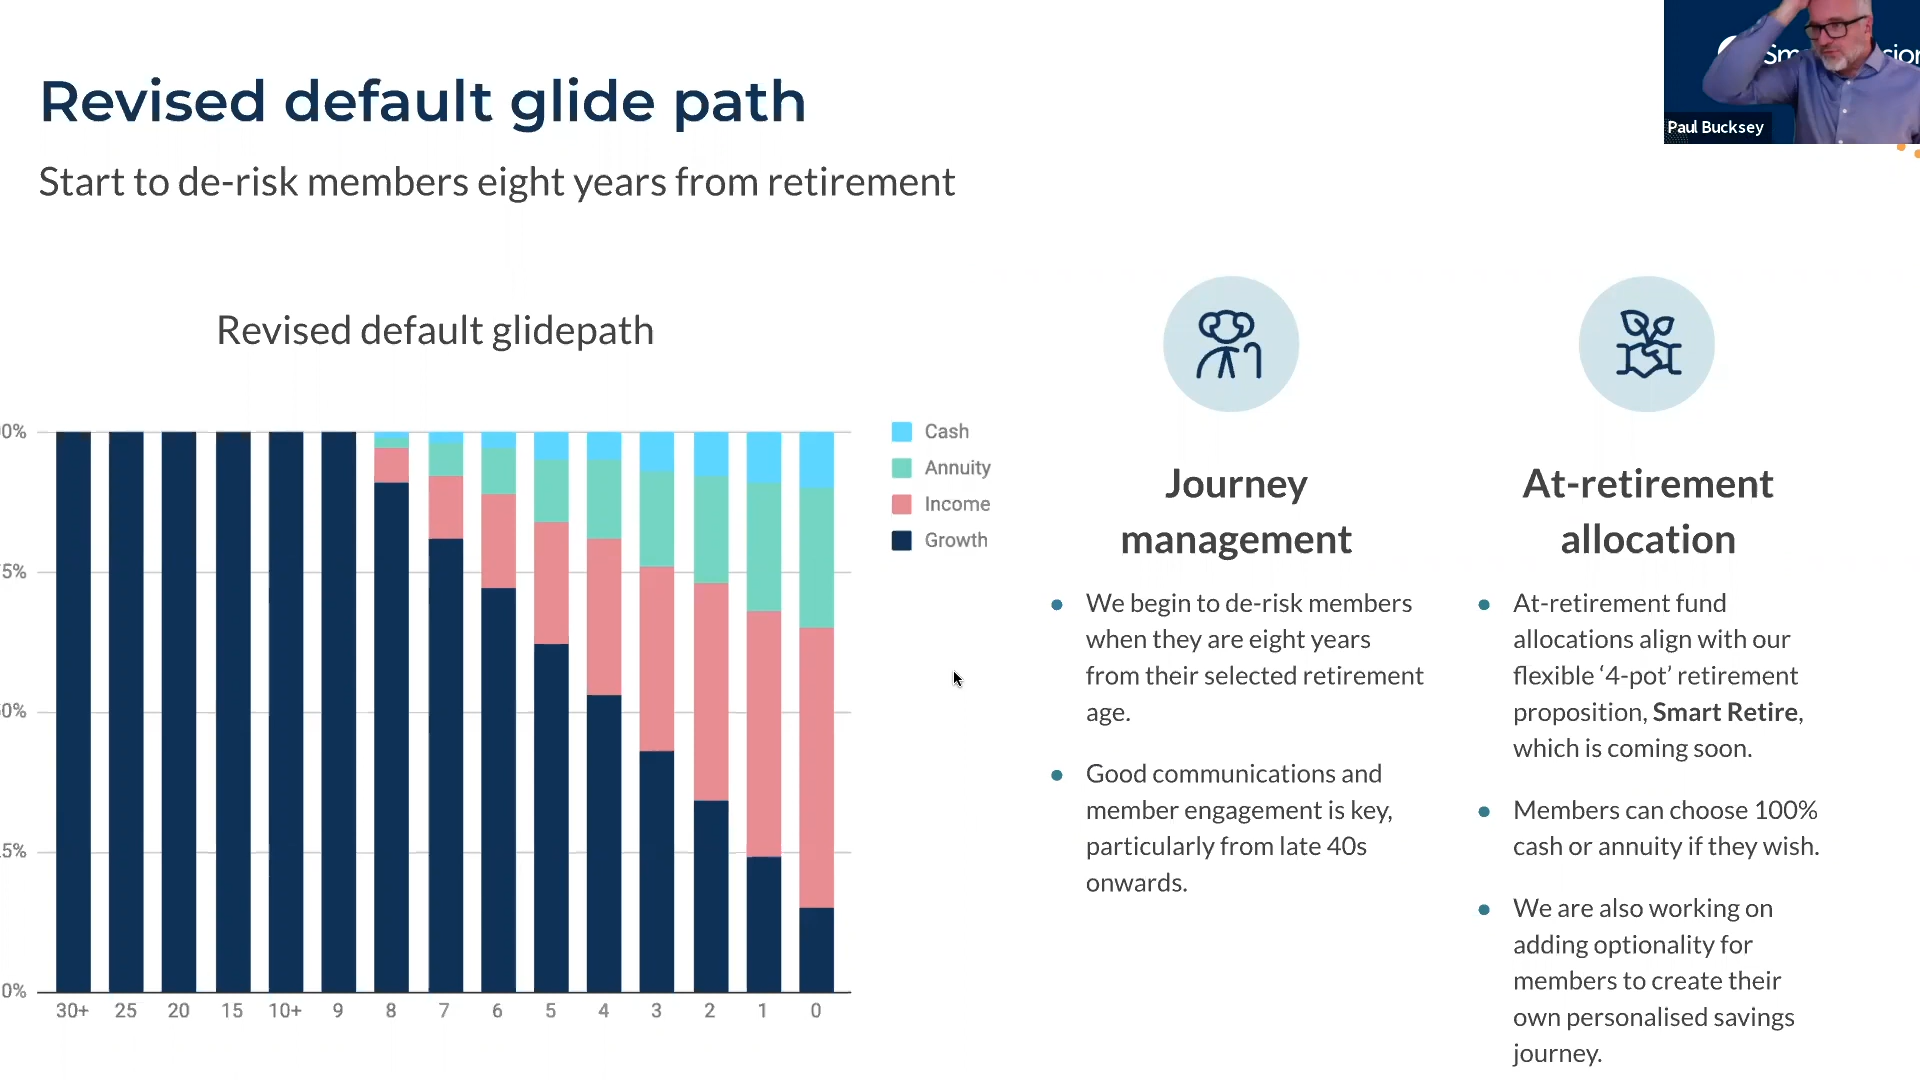 Revised default glide path
Start to de-risk members eight years from retirement
Paul Bucksey
Revised default glidepath
0%
5%
0%
5%
0%
30+ 25 20 15 10+ 9 8 7 6 5 4 3 2 1 0
Cash
Annuity
Income
Growth
Journey
management
We begin to de-risk members
when they are eight years
from their selected retirement
age.
Good communications and
member engagement is key,
particularly from late 40s
onwards.
At-retirement
allocation
At-retirement fund
allocations align with our
flexible ‘4-pot’ retirement
proposition, Smart Retire,
which is coming soon.
Members can choose 100%
cash or annuity if they wish.
We are also working on
adding optionality for
members to create their
own personalised savings
journey.